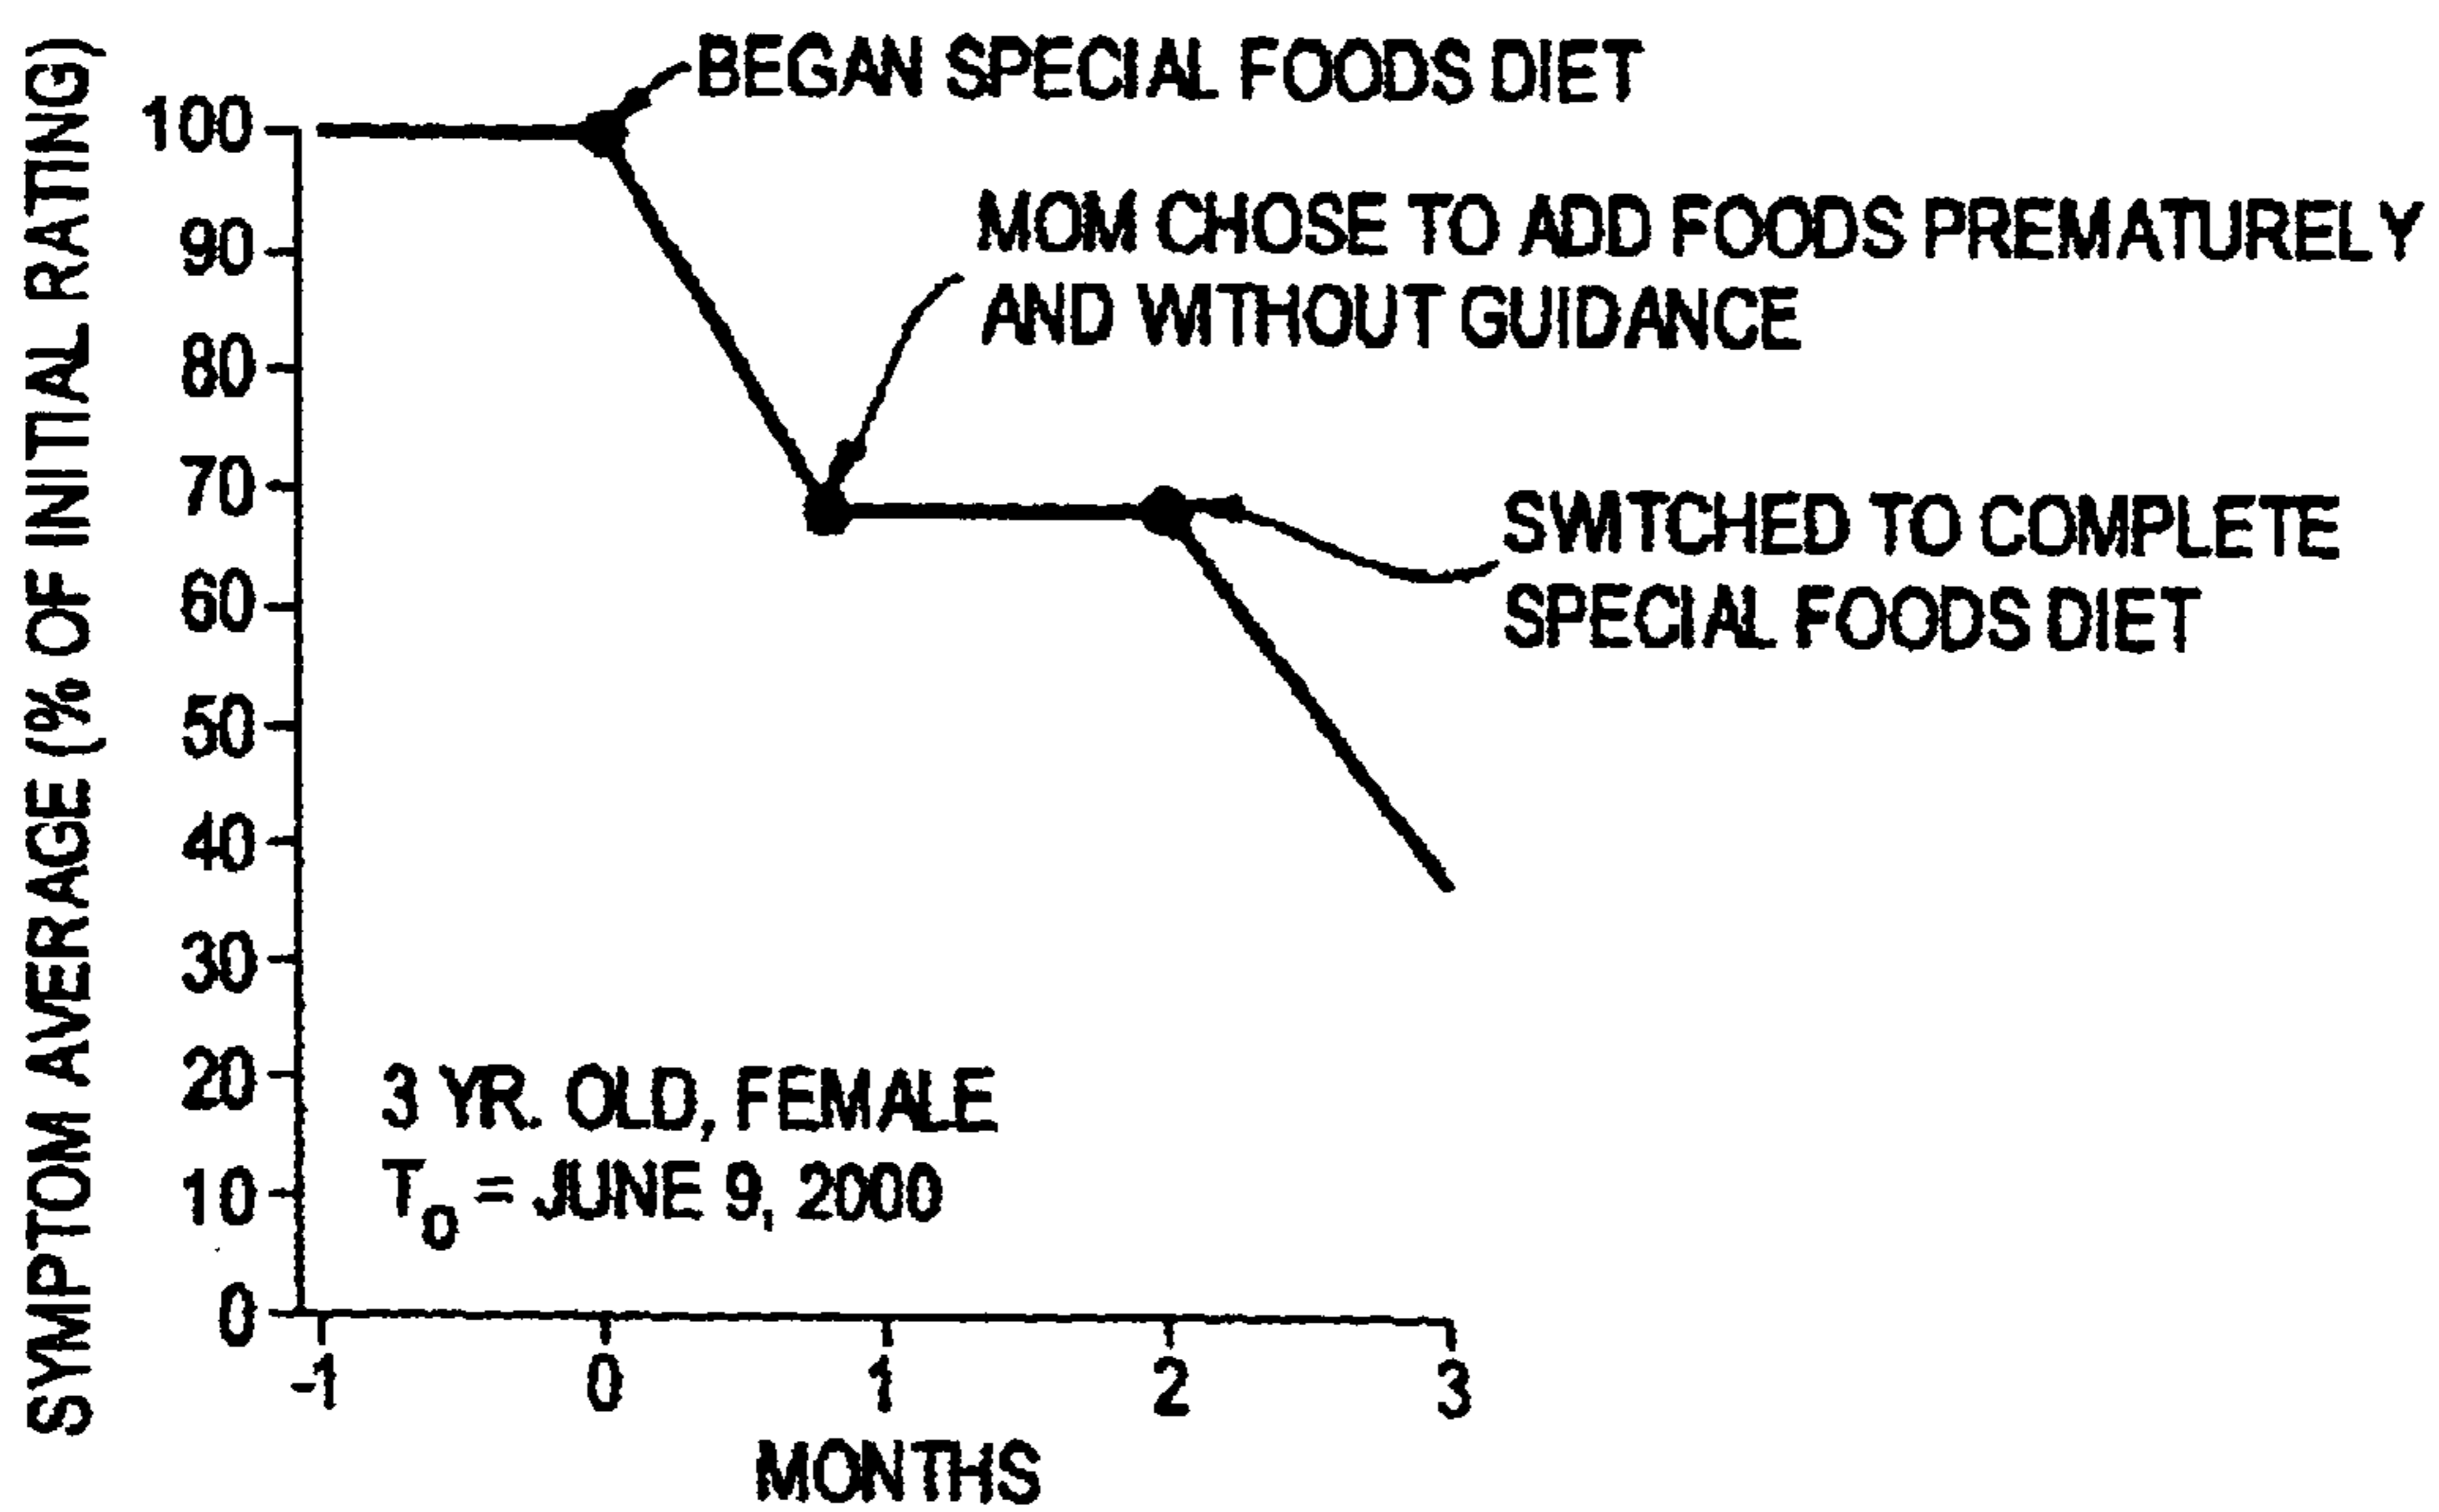 SYMPTOM AVERAGE (% OF INITIAL RATING)
100
90
80
70
60
50
40
30
20
10
0
BEGAN SPECIAL FOODS DIET
MOM CHOSE TO ADD FOODS PREMATURELY
AND WITHOUT GUIDANCE
SWITCHED TO COMPLETE
SPECIAL FOODS DIET
3 YR. OLD, FEMALE
T0 = JUNE 9, 2000
-1 0 1 2 3
MONTHS